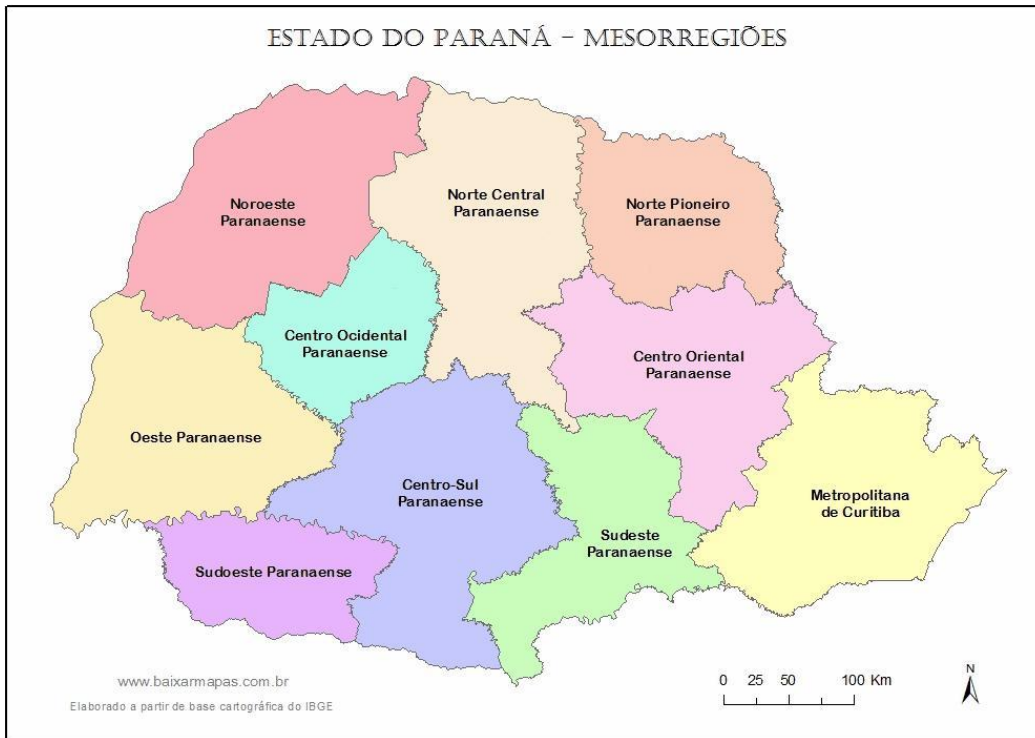 ESTADO DO PARANÁ – MESORREGIÕES
Noroeste
Paranaense
Norte Central
Paranaense
Norte Pioneiro
Paranaense
Centro Ocidental
Paranaense
Centro Oriental
Paranaense
Oeste Paranaense
Centro-Sul
Paranaense
Metropolitana
de Curitiba
Sudeste
Paranaense
Sudoeste Paranaense
www.baixarmapas.com.br
Elaborado a partir de base cartográfica do IBGE
0 25 50 100 Km
N